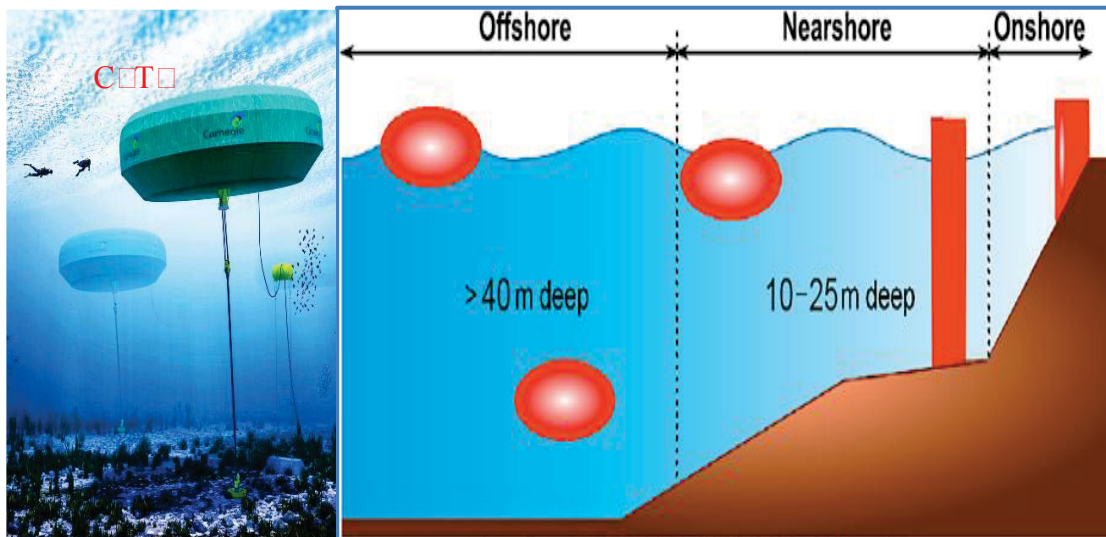 C□T□
Carnegie
Offshore
Nearshore
Onshore
>40 m deep
10-25 m deep